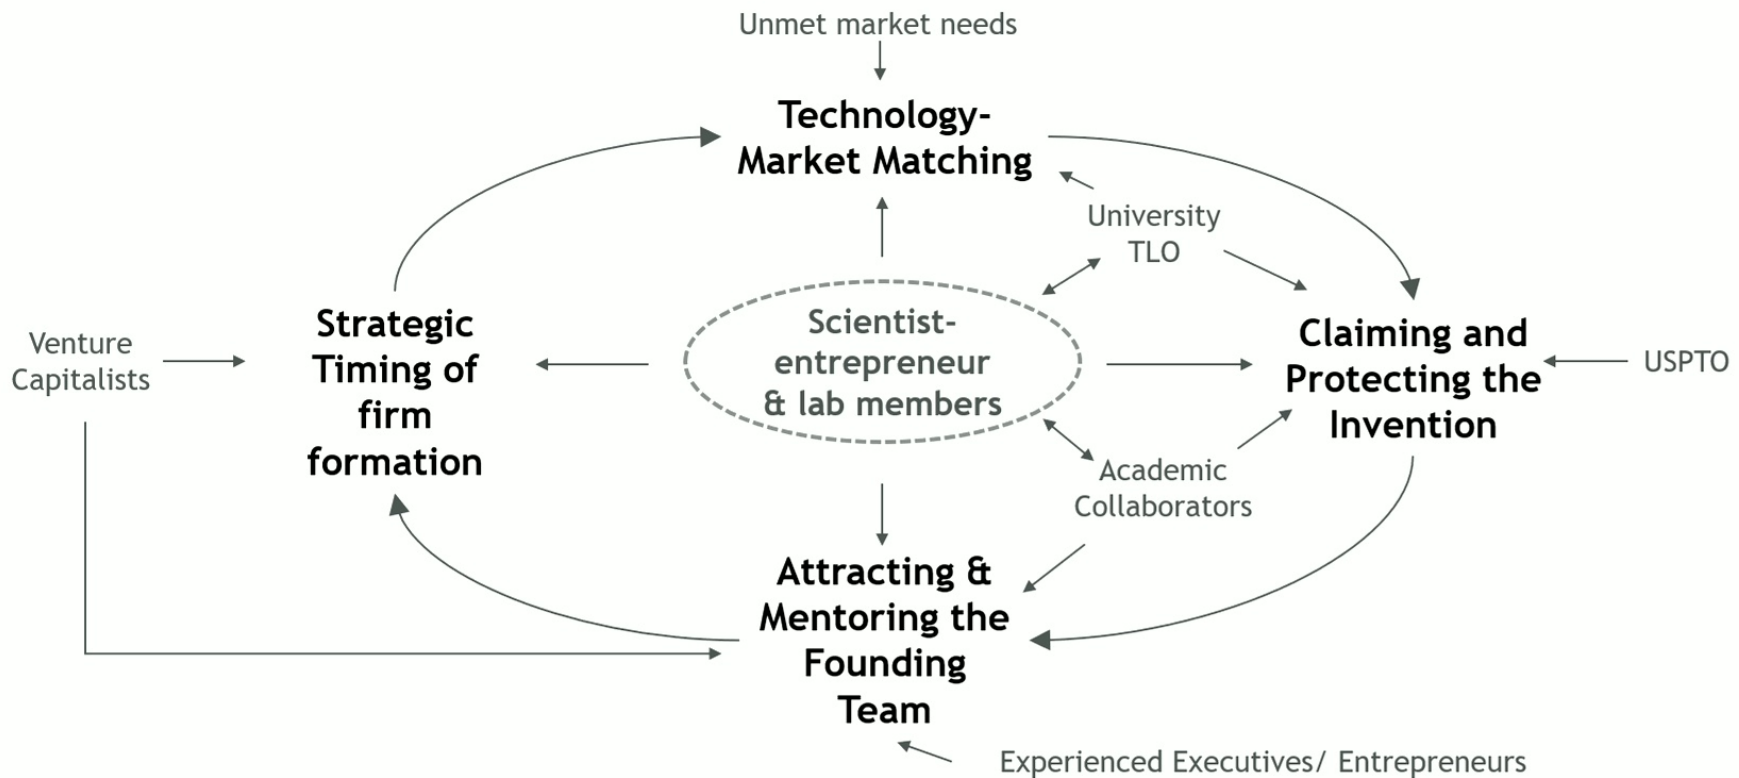 Unmet market needs
Technology-
Market Matching
University
TLO
Scientist-
entrepreneur
& lab members
Strategic
Timing of
firm
formation
Venture
Capitalists
Claiming and
Protecting the
Invention
USPTO
Academic
Collaborators
Attracting &
Mentoring the
Founding
Team
Experienced Executives/ Entrepreneurs